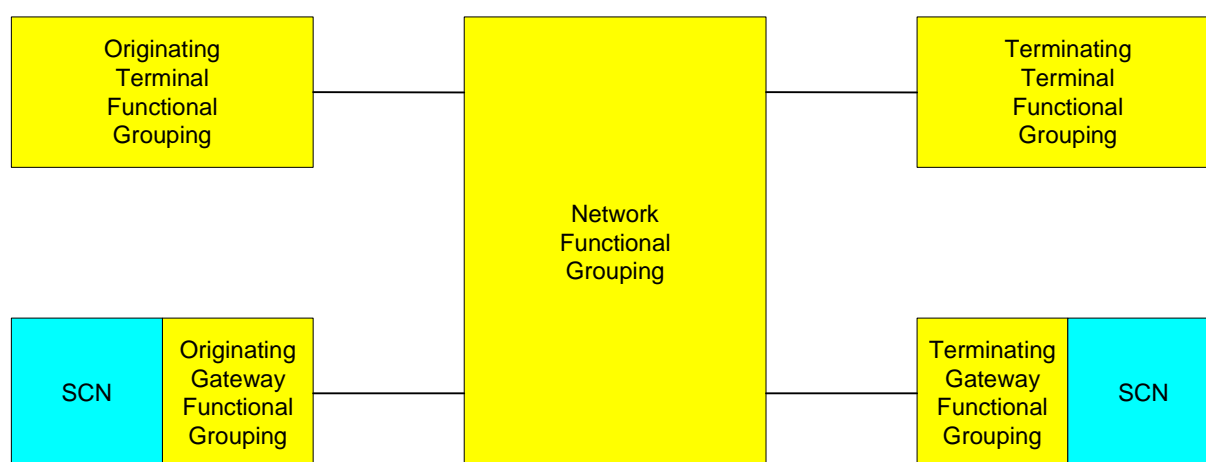 Originating
Terminal
Functional
Grouping
Network
Functional
Grouping
Terminating
Terminal
Functional
Grouping
SCN
Originating
Gateway
Functional
Grouping
Terminating
Gateway
Functional
Grouping
SCN